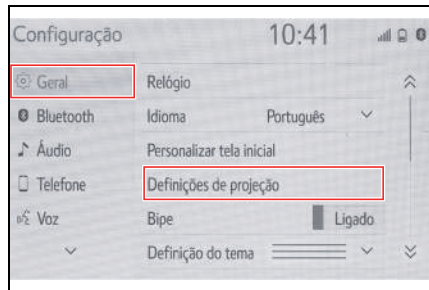 Configuração 10:41
Geral Relógio
Bluetooth Idioma Português
Áudio Personalizar tela inicial
Telefone Definições de projeção
Voz Bipe Ligado
Definição do tema